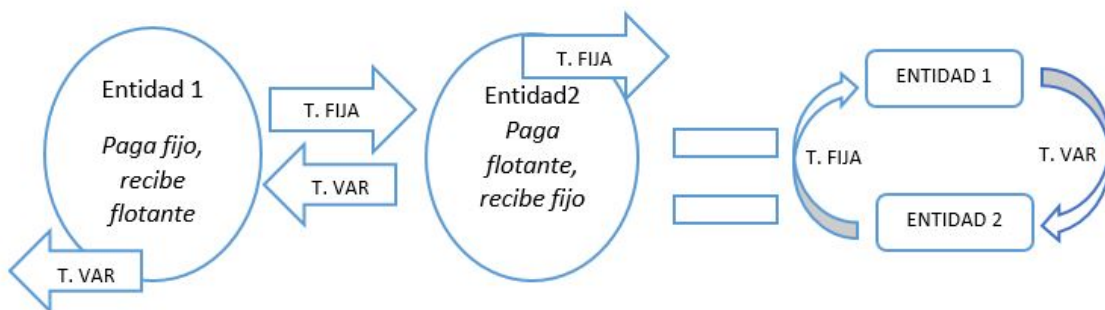 Entidad 1
Paga fijo,
recibe
flotante
T. VAR
T. FIJA
T. VAR
T. FIJA
Entidad2
Paga
flotante,
recibe fijo
ENTIDAD 1
T. FIJA
T. VAR
ENTIDAD 2